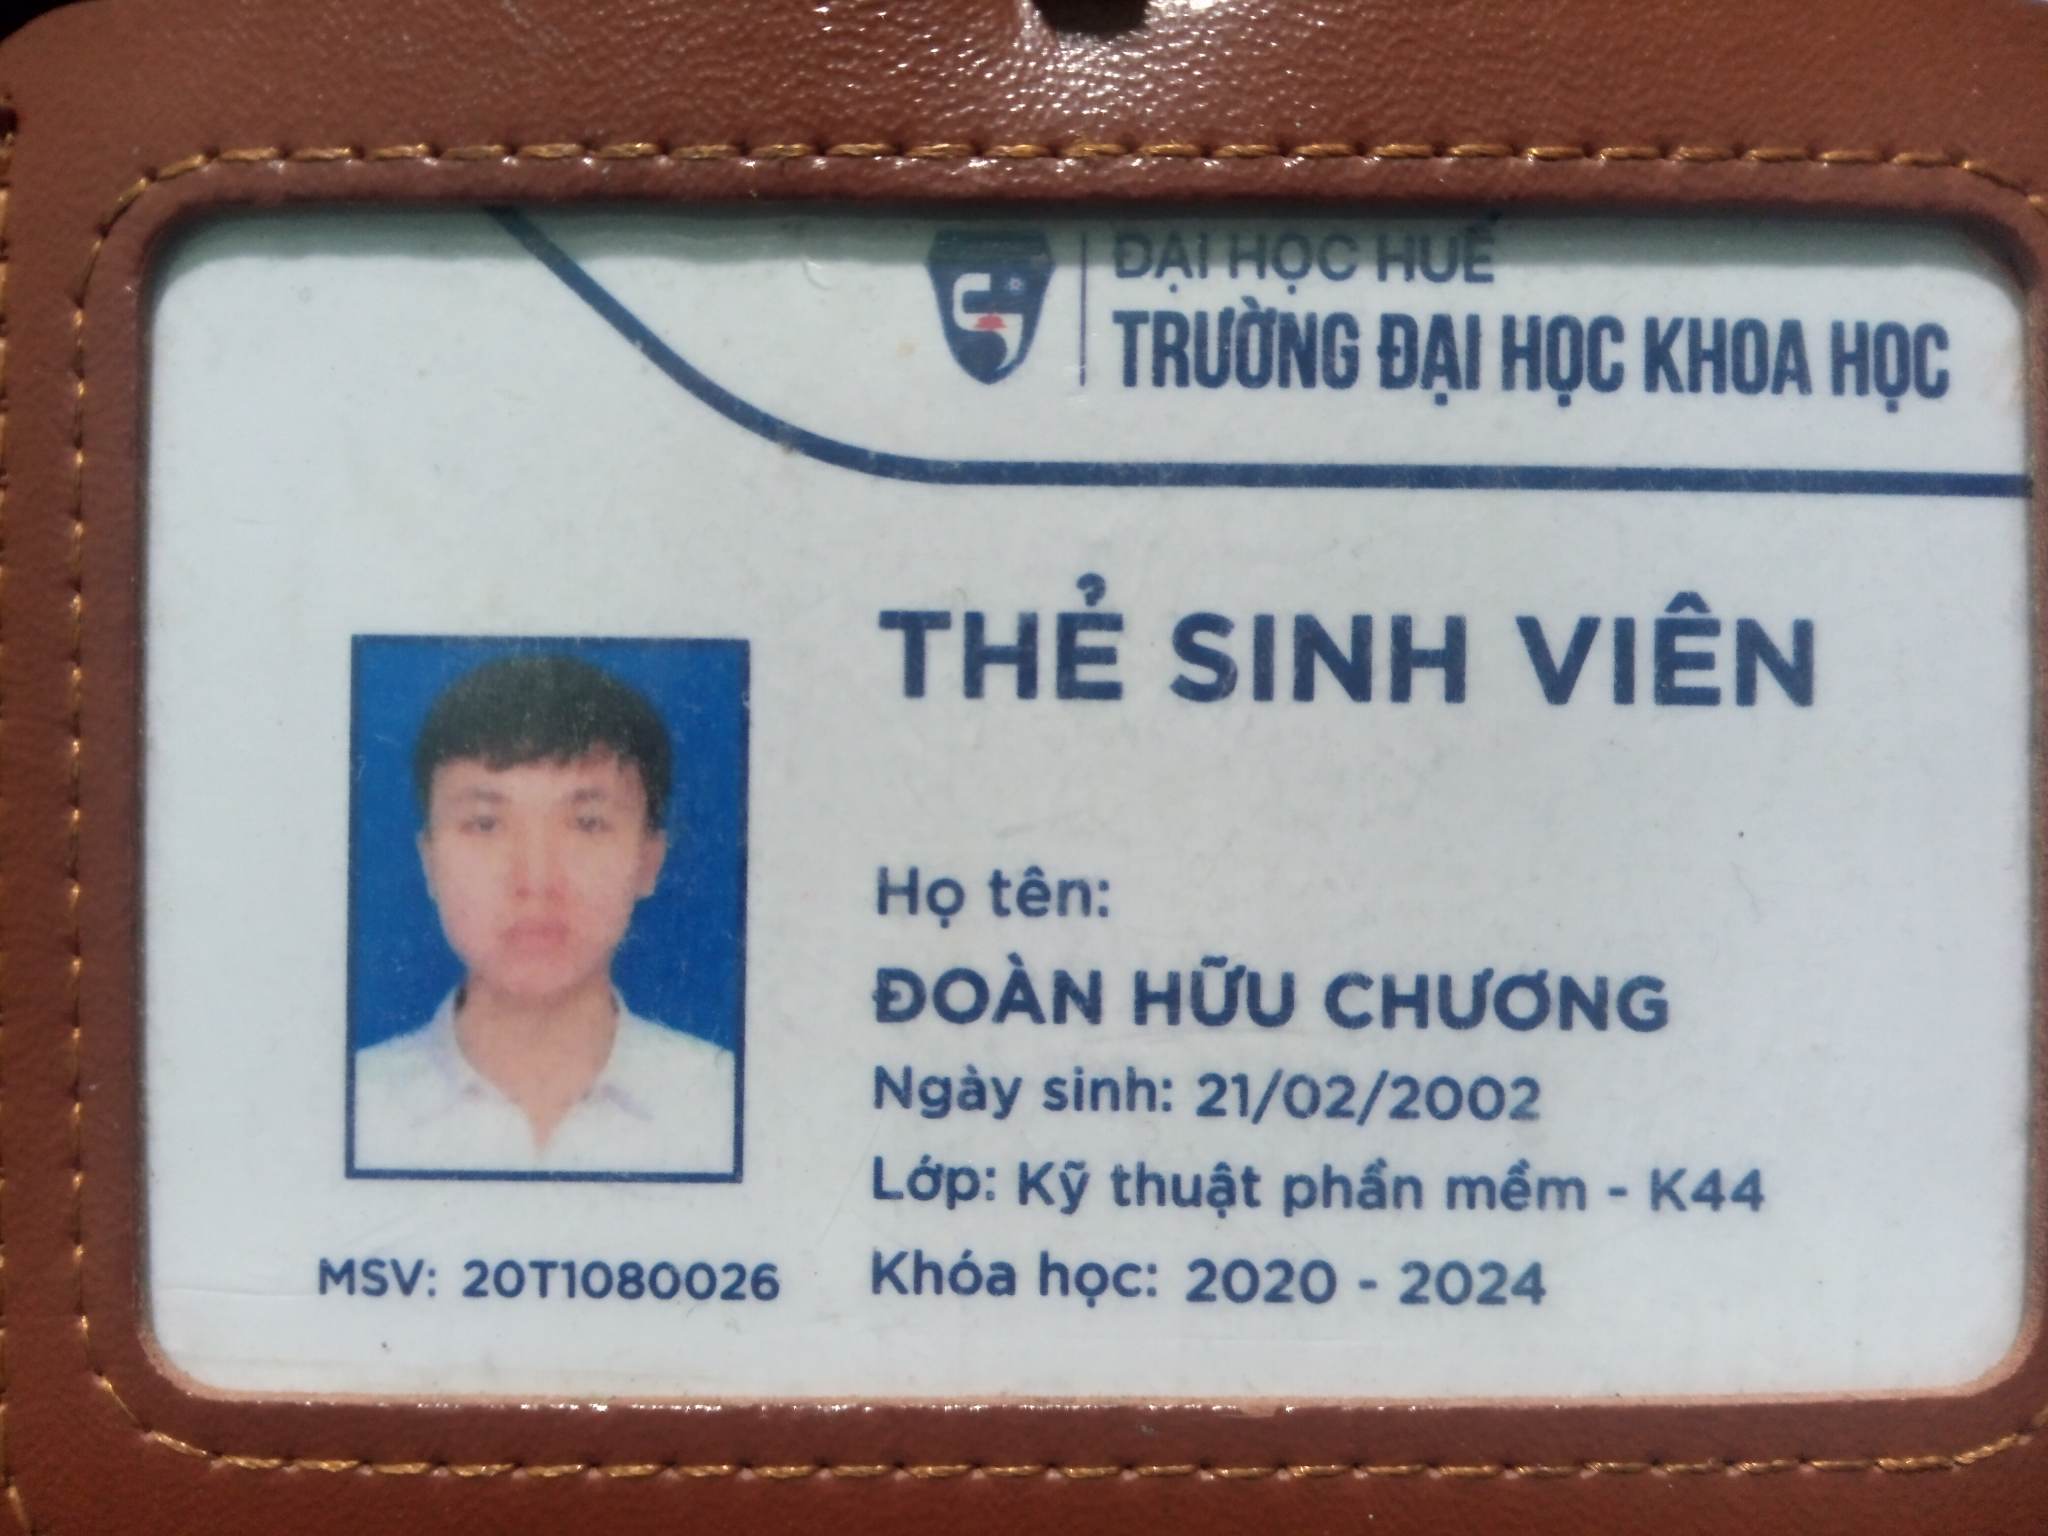 ĐẠI HỌC HUẾ
TRƯỜNG ĐẠI HỌC KHOA HỌC
THẺ SINH VIÊN
Họ tên:
ĐOÀN HỮU CHƯƠNG
Ngày sinh: 21/02/2002
Lớp: Kỹ thuật phần mềm - K44
Khóa học: 2020 - 2024
MSV: 20T1080026